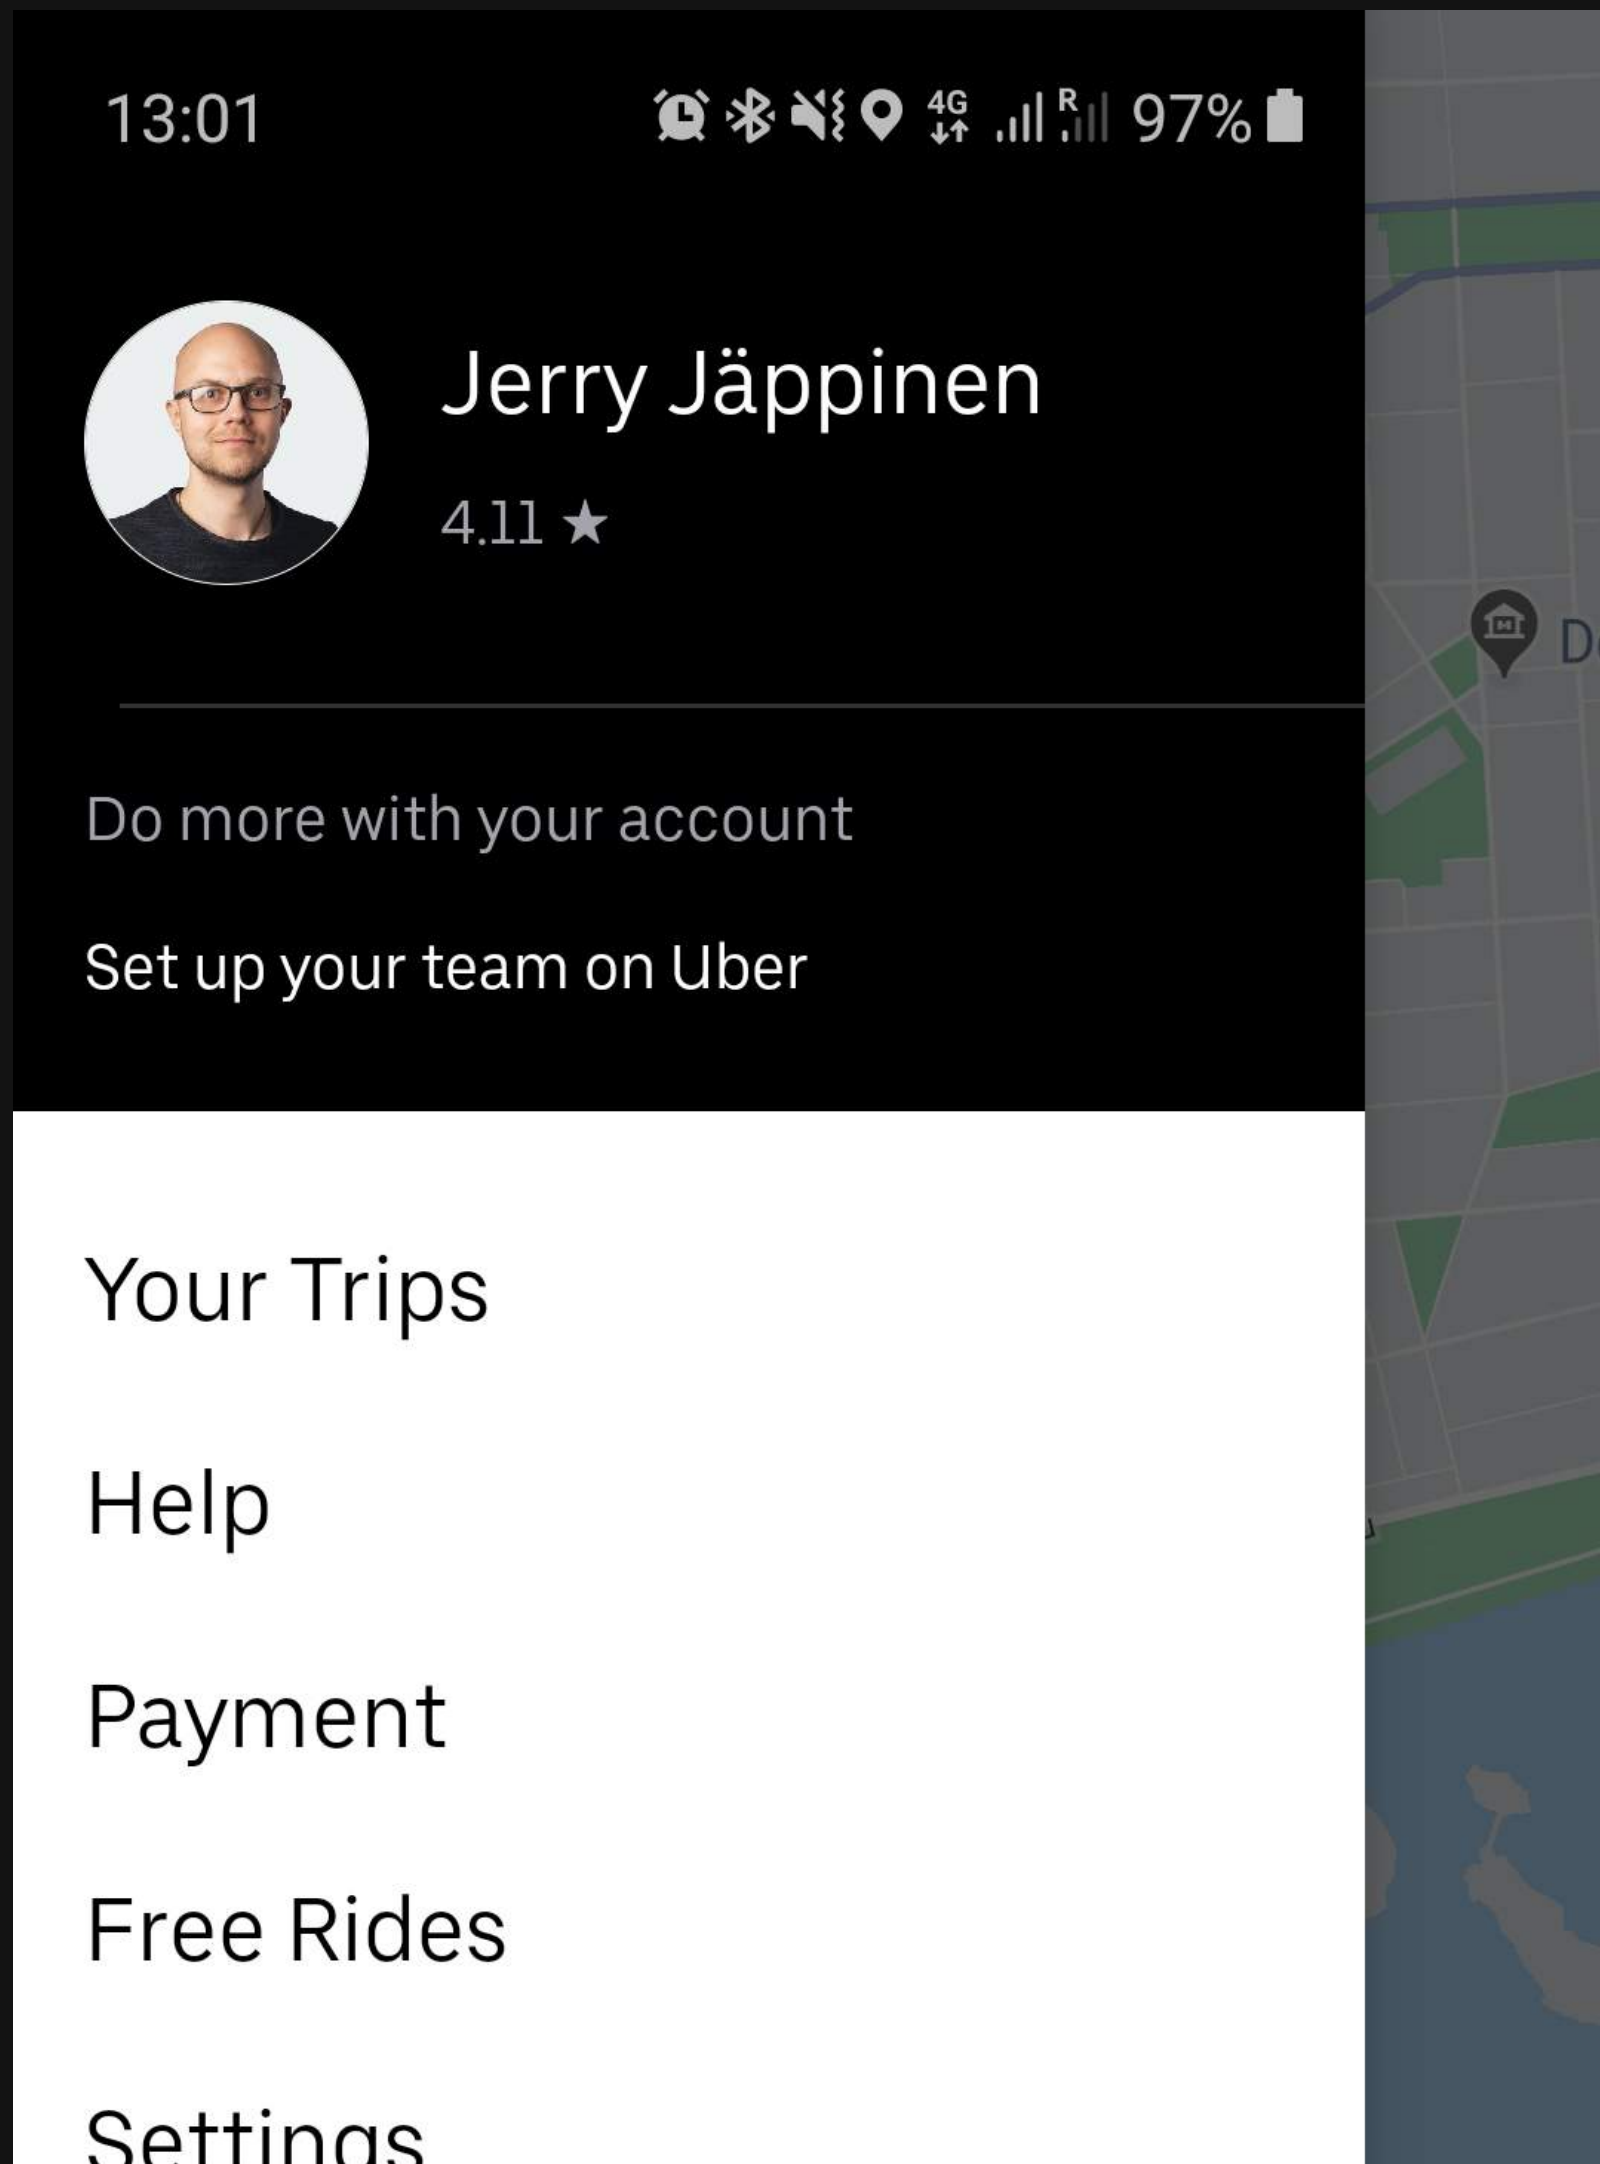 13:01 4G R 97%
Jerry Jäppinen
4.11 ★
Do more with your account
Set up your team on Uber
Your Trips
Help
Payment
Free Rides
Settings